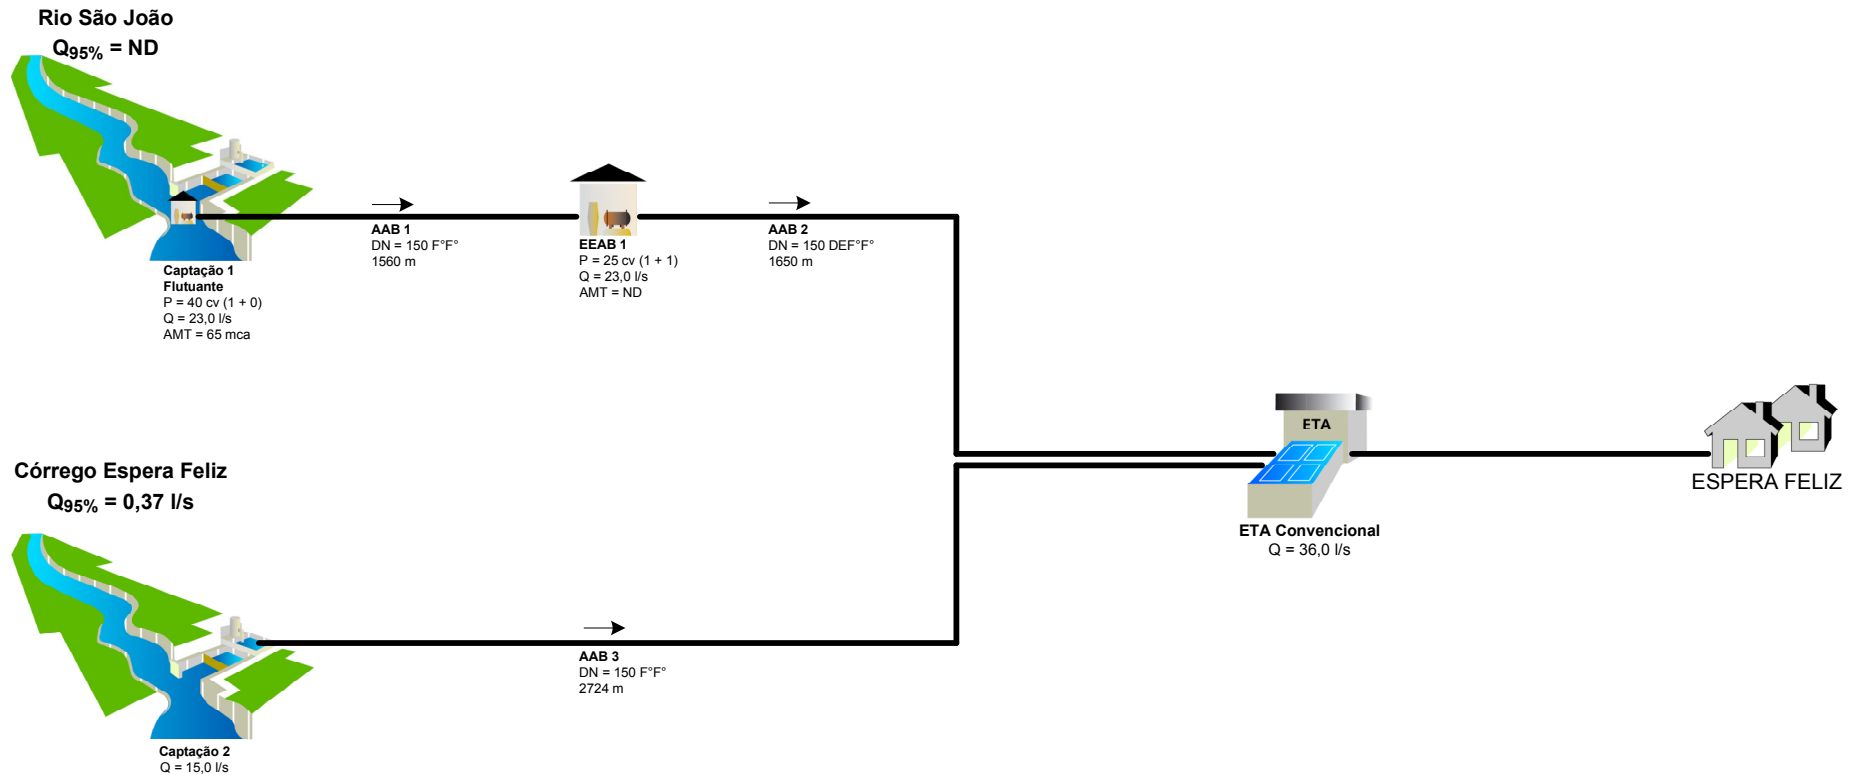 Rio São João
Q95% = ND
AAB 1
DN = 150 F°F°
1560 m
EEAB 1
P = 25 cv (1 + 1)
Q = 23,0 l/s
AMT = ND
AAB 2
DN = 150 DEF°F°
1650 m
Captação 1
Flutuante
P = 40 cv (1 + 0)
Q = 23,0 l/s
AMT = 65 mca
ETA
ETA Convencional
Q = 36,0 l/s
ESPERA FELIZ
Córrego Espera Feliz
Q95% = 0,37 l/s
AAB 3
DN = 150 F°F°
2724 m
Captação 2
Q = 15,0 l/s